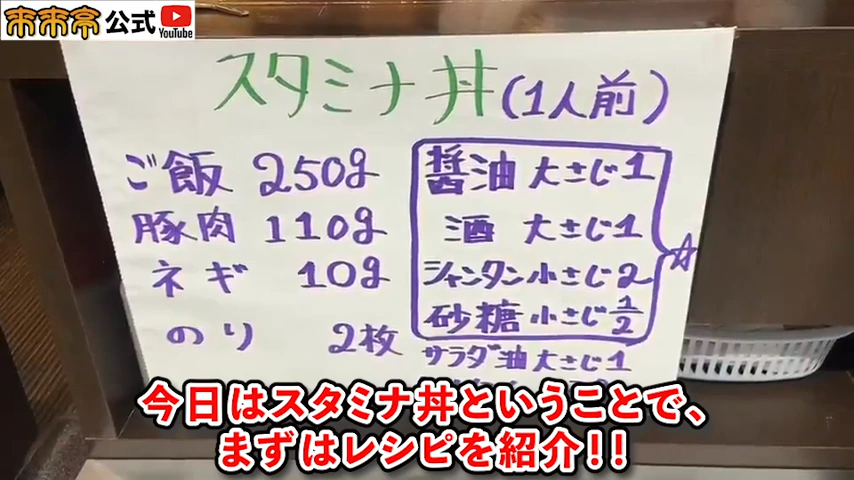 来来亭 公式 YouTube
スタミナ丼(1人前)
ご飯 250g
豚肉 110g
ネギ 10g
のり 2枚
醤油 大さじ1
酒 大さじ1
シャンタン 小さじ2
砂糖 小さじ1/2
☆
サラダ油 大さじ1
今日はスタミナ丼ということで、
まずはレシピを紹介!!